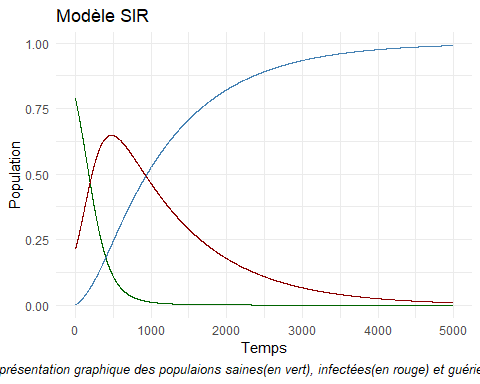 Modèle SIR
1.00
0.75
0.50
0.25
0.00
Population
0 1000 2000 3000 4000 5000
Temps
présentation graphique des populaions saines(en vert), infectées(en rouge) et guérie